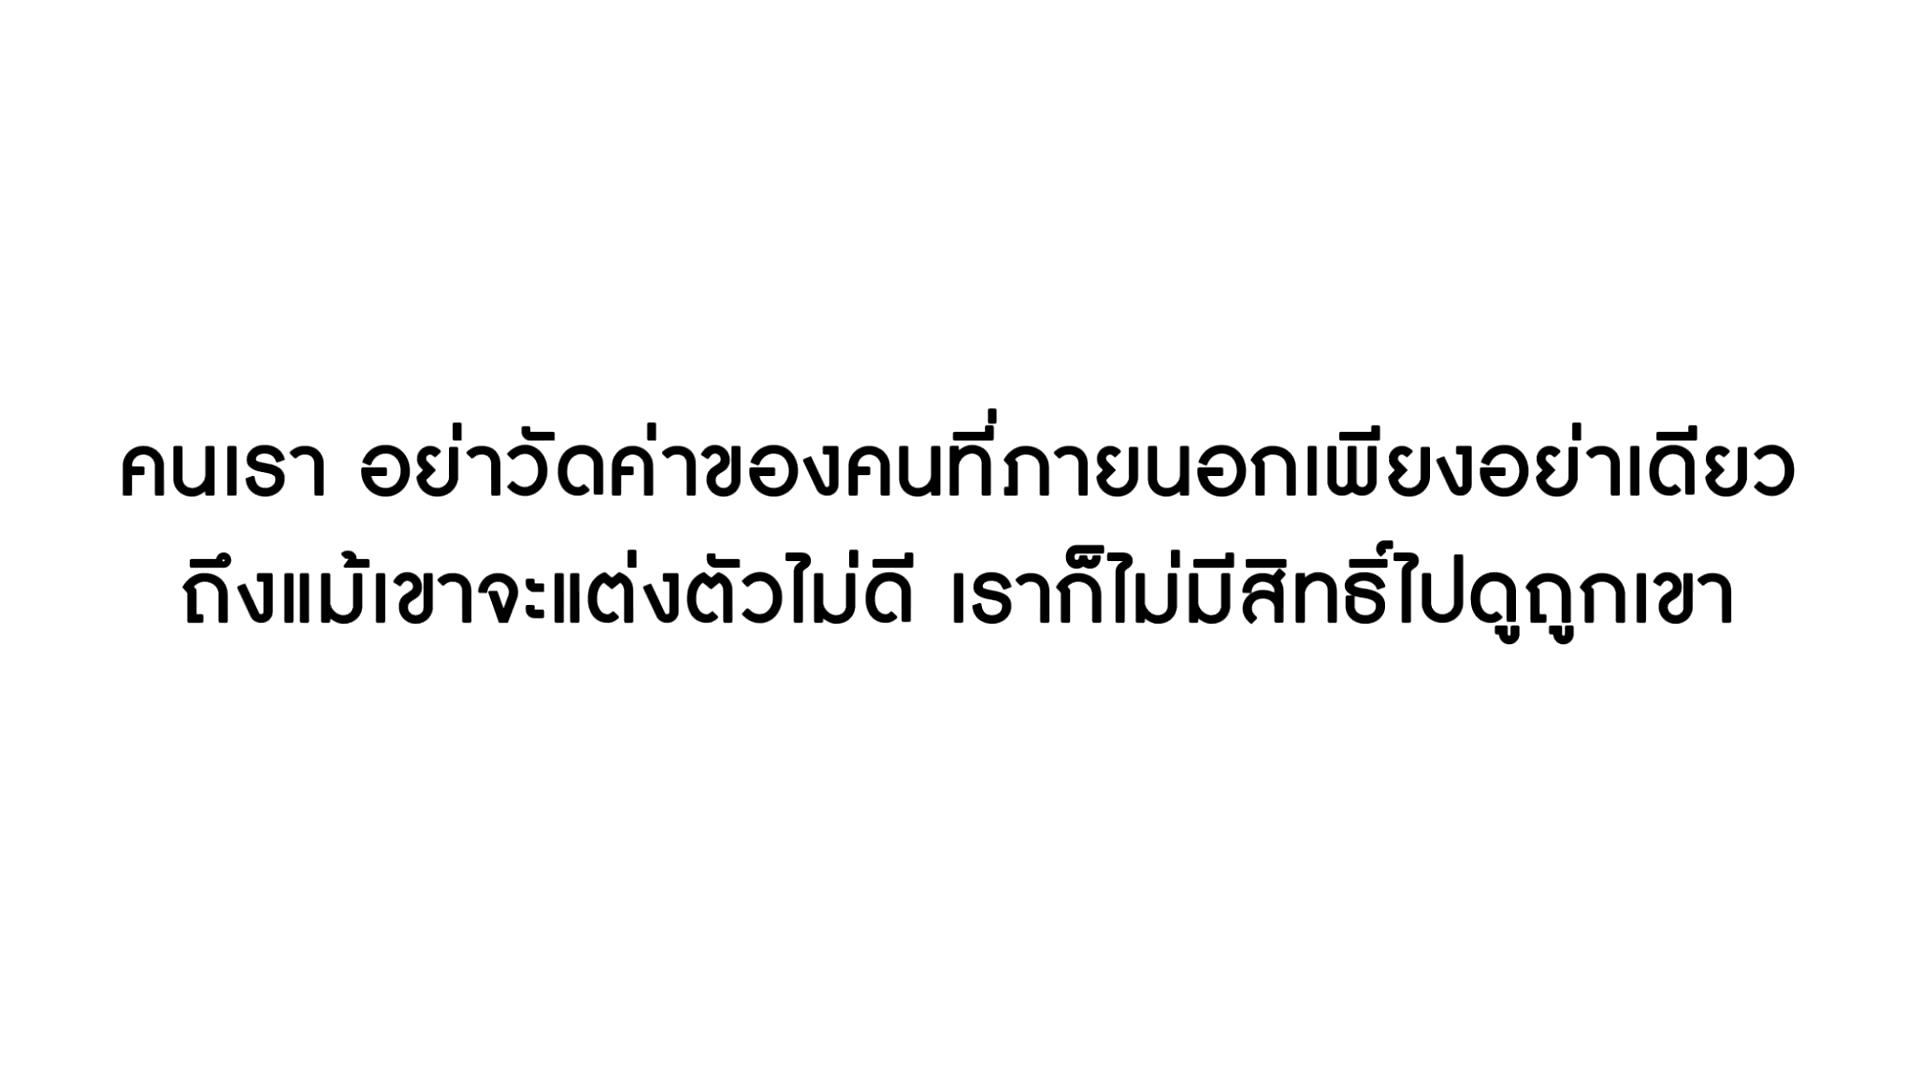 คนเรา อย่าวัดค่าของคนที่ภายนอกเพียงอย่าเดียว
ถึงแม้เขาจะแต่งตัวไม่ดี เราก็ไม่มีสิทธิ์ไปดูถูกเขา